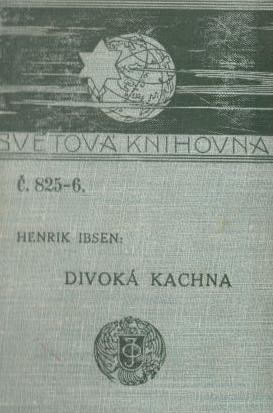 SVĚTOVÁ KNIHOVNA
Č. 825-6.
HENRIK IBSEN:
DIVOKÁ KACHNA